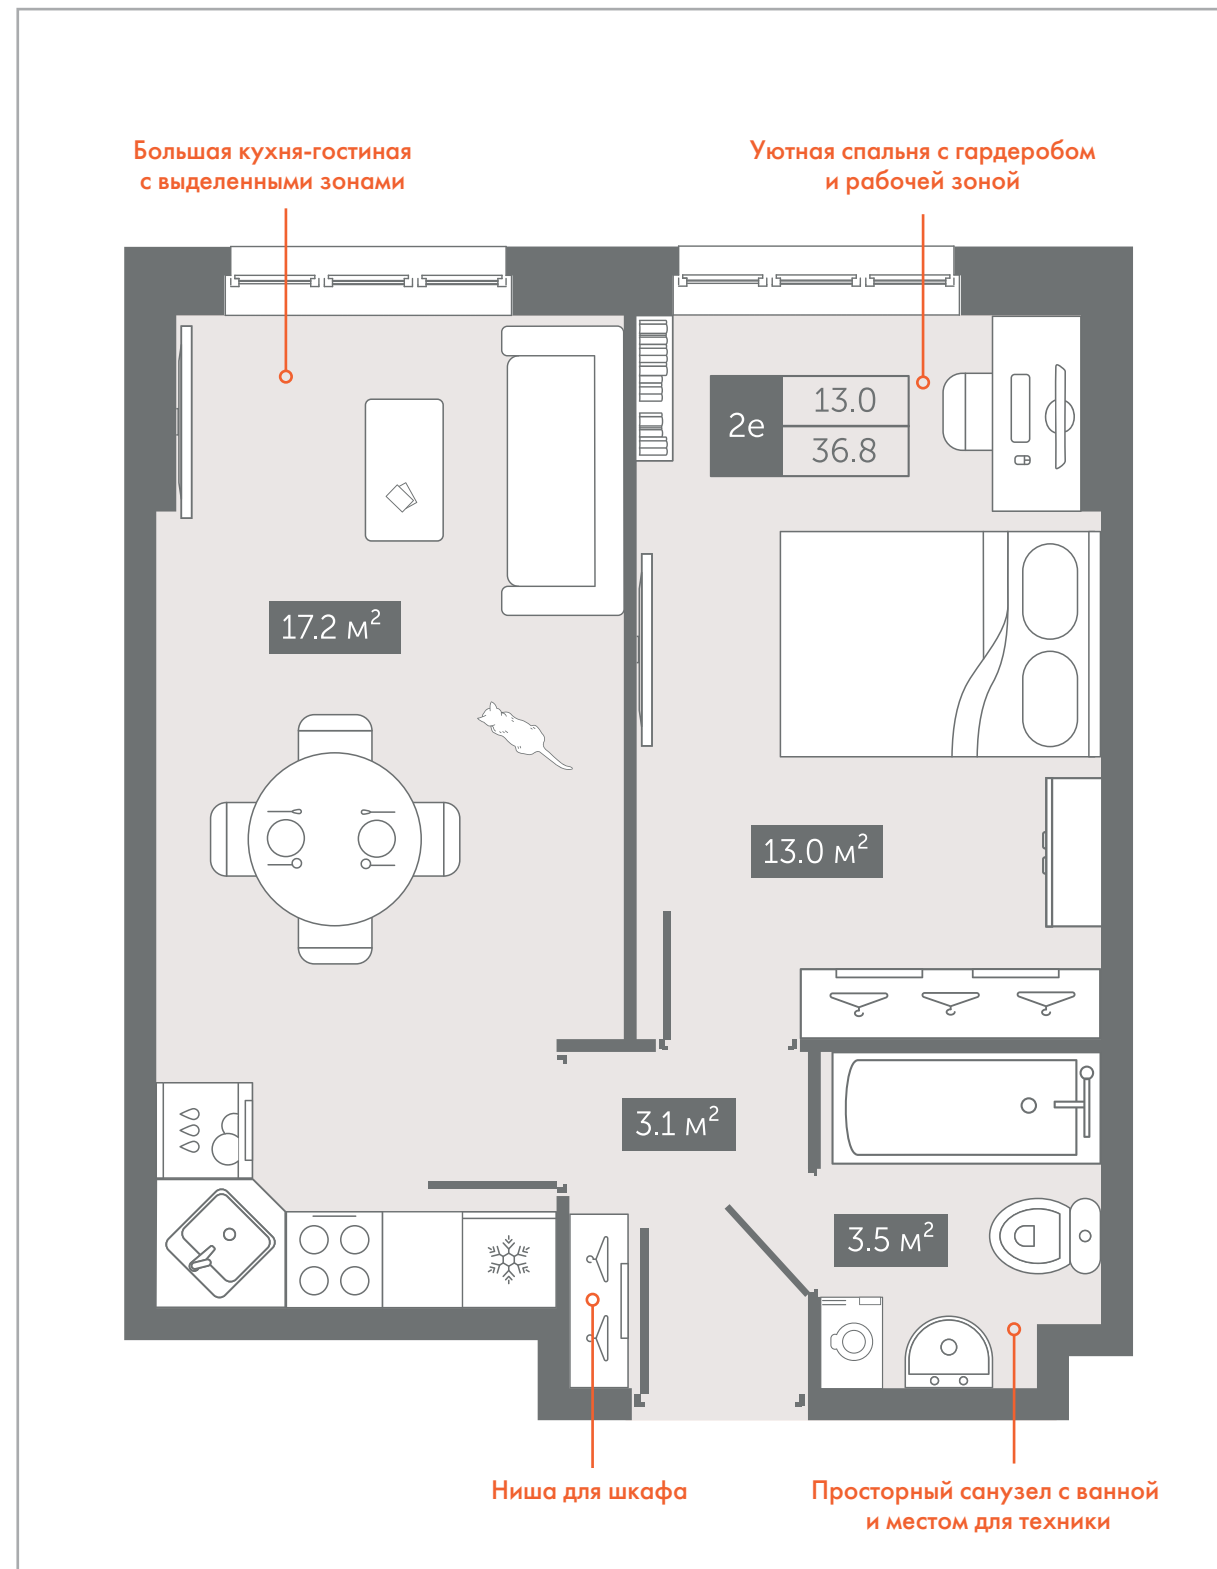 Большая кухня-гостиная
с выделенными зонами
Уютная спальня с гардеробом
и рабочей зоной
2е
13.0
36.8
17.2 м²
13.0 м²
3.1 м²
3.5 м²
Ниша для шкафа
Просторный санузел с ванной
и местом для техники